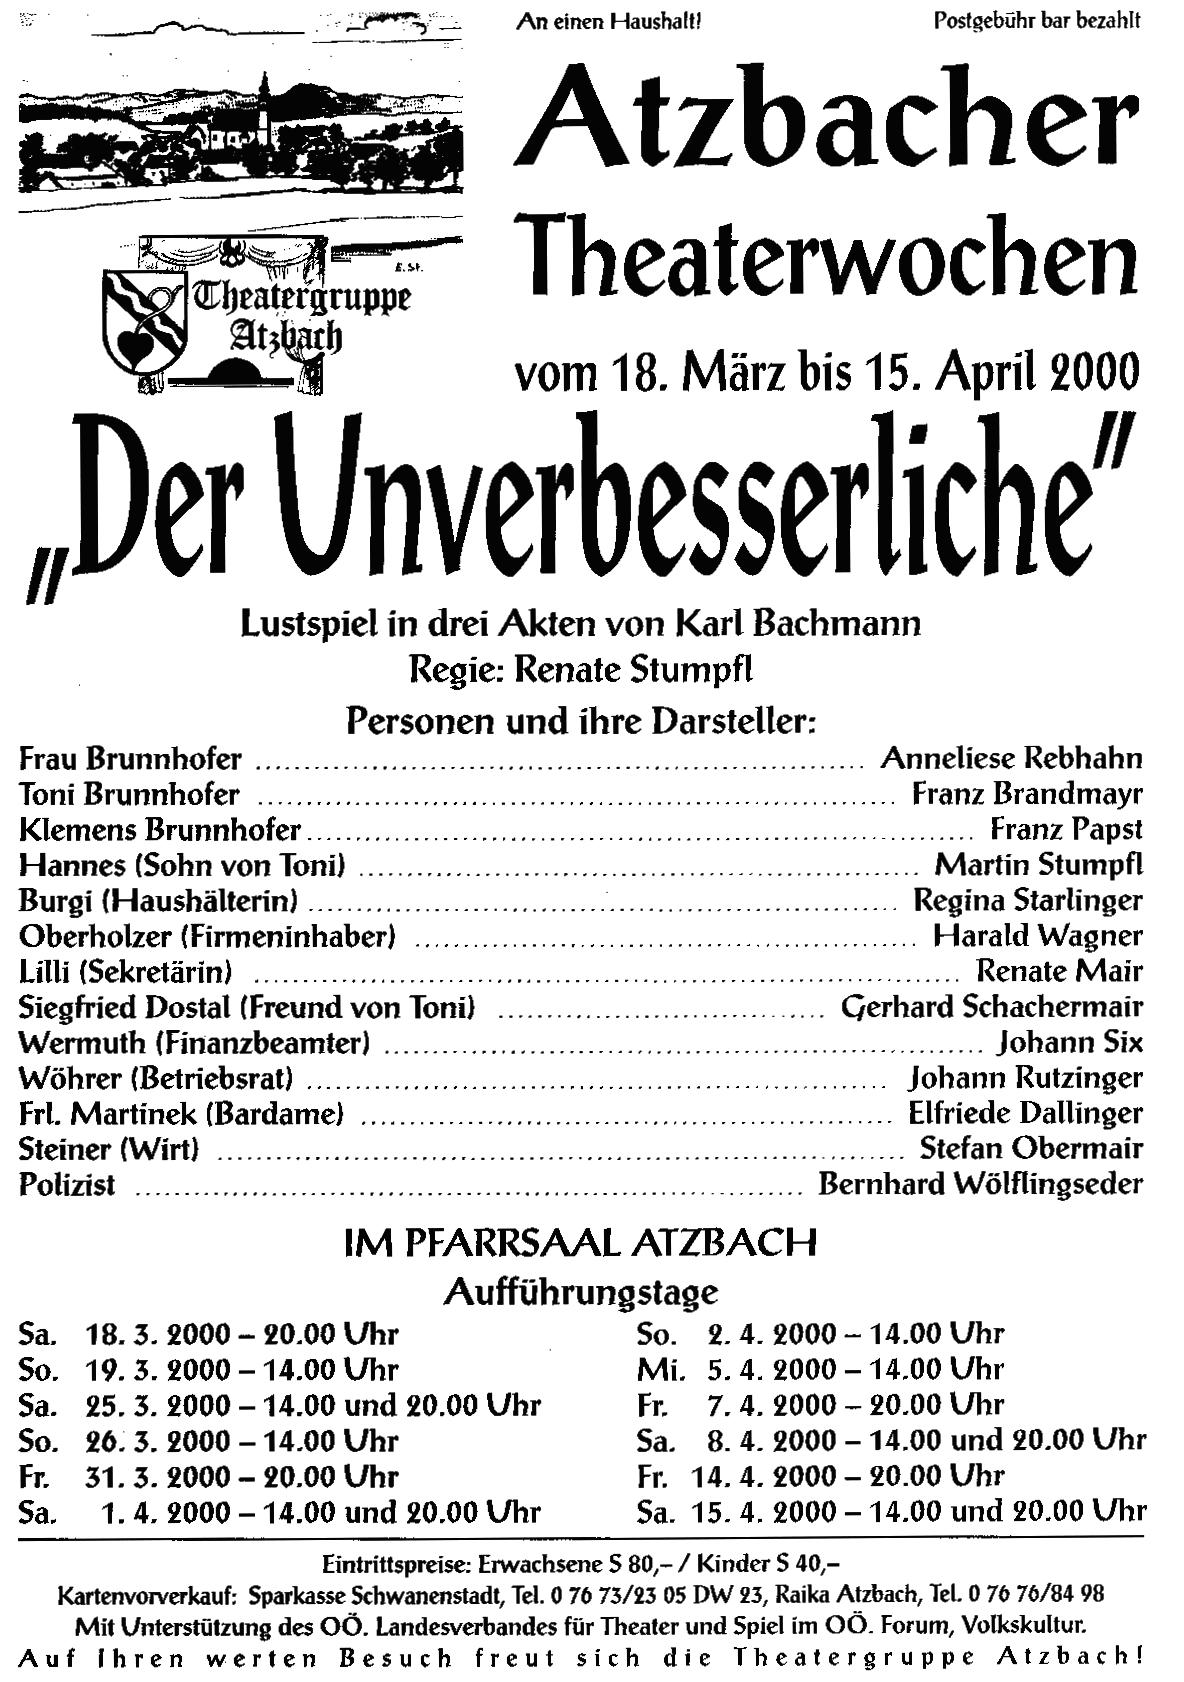 An einen Haushalt!
Postgebühr bar bezahlt
Atzbacher
Theaterwochen
E.St.
Theatergruppe
Atzbach
vom 18. März bis 15. April 2000
„Der Unverbesserliche"
Lustspiel in drei Akten von Karl Bachmann
Regie: Renate Stumpfl
Personen und ihre Darsteller:
Frau Brunnhofer ........ Anneliese Rebhahn
Toni Brunnhofer ........ Franz Brandmayr
Klemens Brunnhofer ........ Franz Papst
Hannes (Sohn von Toni) ........ Martin Stumpfl
Burgi (Haushälterin) ........ Regina Starlinger
Oberholzer (Firmeninhaber) ........ Harald Wagner
Lilli (Sekretärin) ........ Renate Mair
Siegfried Dostal (Freund von Toni) ........ Gerhard Schachermair
Wermuth (Finanzbeamter) ........ Johann Six
Wöhrer (Betriebsrat) ........ Johann Rutzinger
Frl. Martinek (Bardame) ........ Elfriede Dallinger
Steiner (Wirt) ........ Stefan Obermair
Polizist ........ Bernhard Wölflingseder
IM PFARRSAAL ATZBACH
Aufführungstage
Sa. 18. 3. 2000 – 20.00 Uhr
So. 19. 3. 2000 – 14.00 Uhr
Sa. 25. 3. 2000 – 14.00 und 20.00 Uhr
So. 26. 3. 2000 – 14.00 Uhr
Fr. 31. 3. 2000 – 20.00 Uhr
Sa. 1. 4. 2000 – 14.00 und 20.00 Uhr
So. 2. 4. 2000 – 14.00 Uhr
Mi. 5. 4. 2000 – 14.00 Uhr
Fr. 7. 4. 2000 – 20.00 Uhr
Sa. 8. 4. 2000 – 14.00 und 20.00 Uhr
Fr. 14. 4. 2000 – 20.00 Uhr
Sa. 15. 4. 2000 – 14.00 und 20.00 Uhr
Eintrittspreise: Erwachsene S 80,– / Kinder S 40,–
Kartenvorverkauf: Sparkasse Schwanenstadt, Tel. 0 76 73/23 05 DW 23, Raika Atzbach, Tel. 0 76 76/84 98
Mit Unterstützung des OÖ. Landesverbandes für Theater und Spiel im OÖ. Forum, Volkskultur.
Auf Ihren werten Besuch freut sich die Theatergruppe Atzbach!